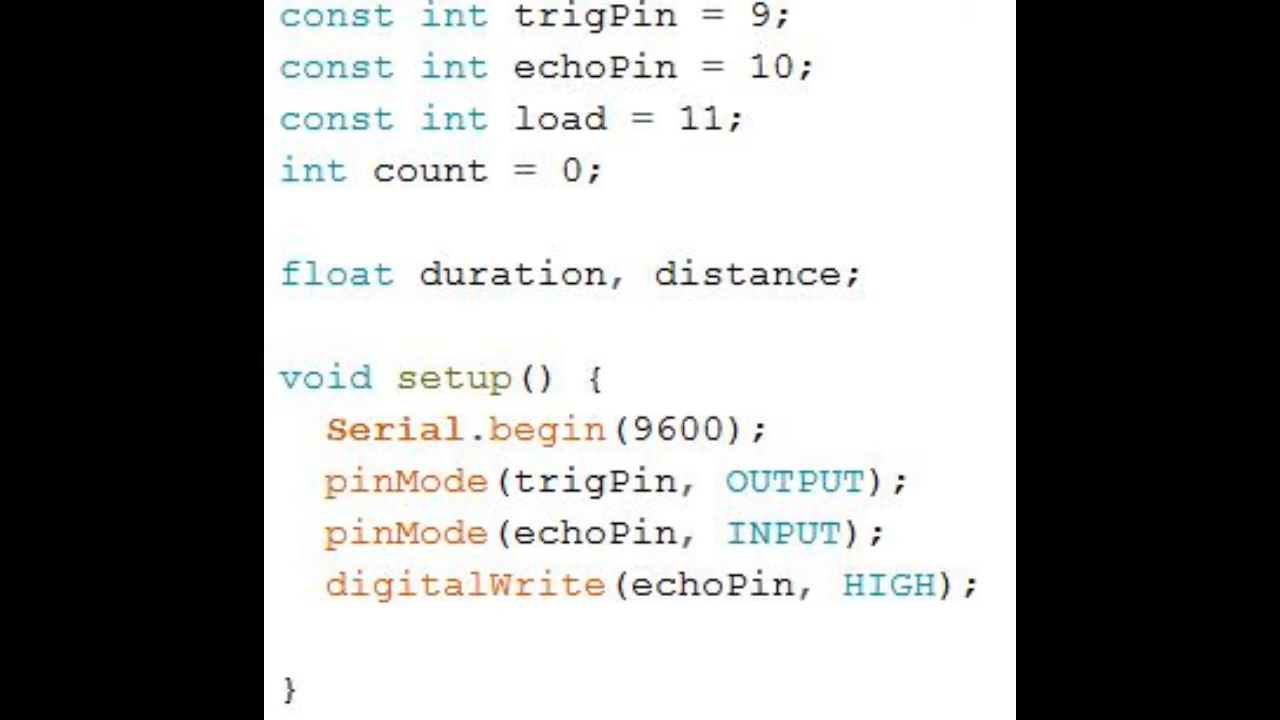 const int trigPin = 9;
const int echoPin = 10;
const int load = 11;
int count = 0;
float duration, distance;
void setup() {
  Serial.begin(9600);
  pinMode(trigPin, OUTPUT);
  pinMode(echoPin, INPUT);
  digitalWrite(echoPin, HIGH);
}